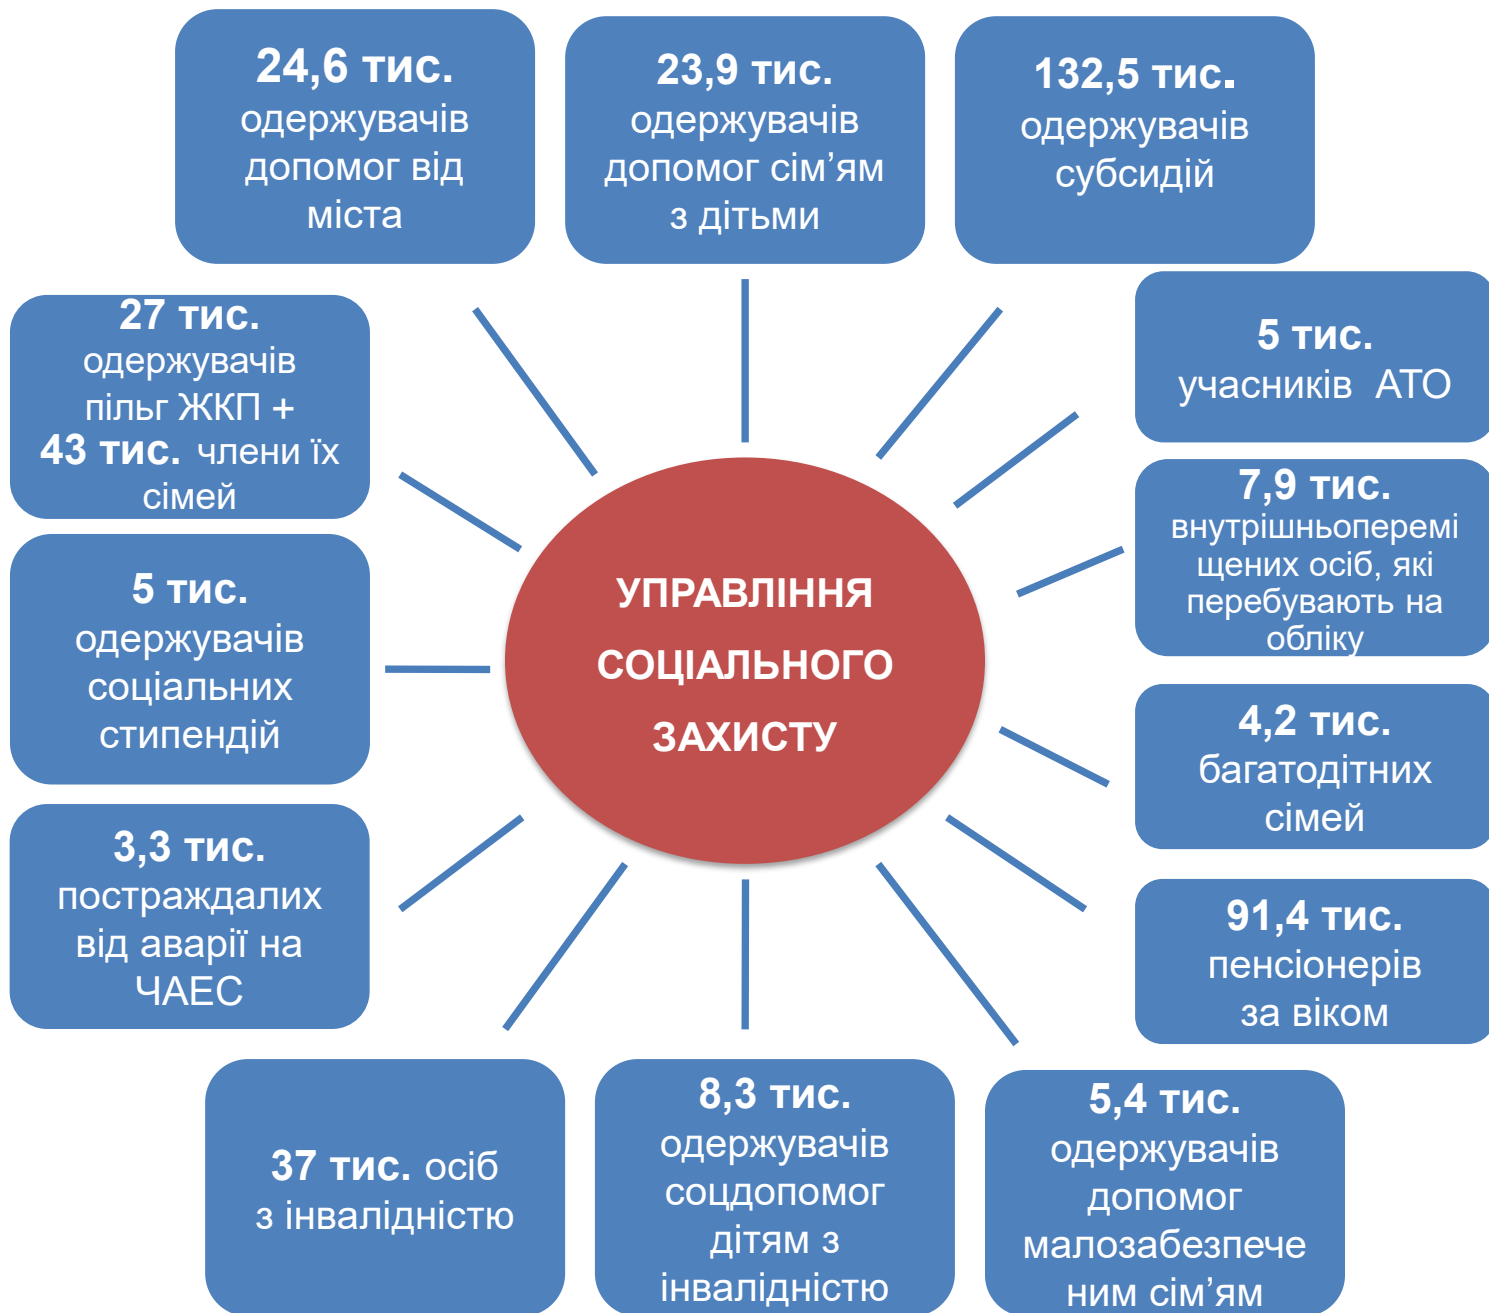 24,6 тис.
одержувачів
допомог від
міста
23,9 тис.
одержувачів
допомог сім’ям
з дітьми
132,5 тис.
одержувачів
субсидій
27 тис.
одержувачів
пільг ЖКП +
43 тис. члени їх
сімей
5 тис.
учасників АТО
7,9 тис.
внутрішньоперемі
щених осіб, які
перебувають на
обліку
5 тис.
одержувачів
соціальних
стипендій
УПРАВЛІННЯ
СОЦІАЛЬНОГО
ЗАХИСТУ
4,2 тис.
багатодітних
сімей
3,3 тис.
постраждалих
від аварії на
ЧАЕС
91,4 тис.
пенсіонерів
за віком
37 тис. осіб
з інвалідністю
8,3 тис.
одержувачів
соцдопомог
дітям з
інвалідністю
5,4 тис.
одержувачів
допомог
малозабезпече
ним сім’ям